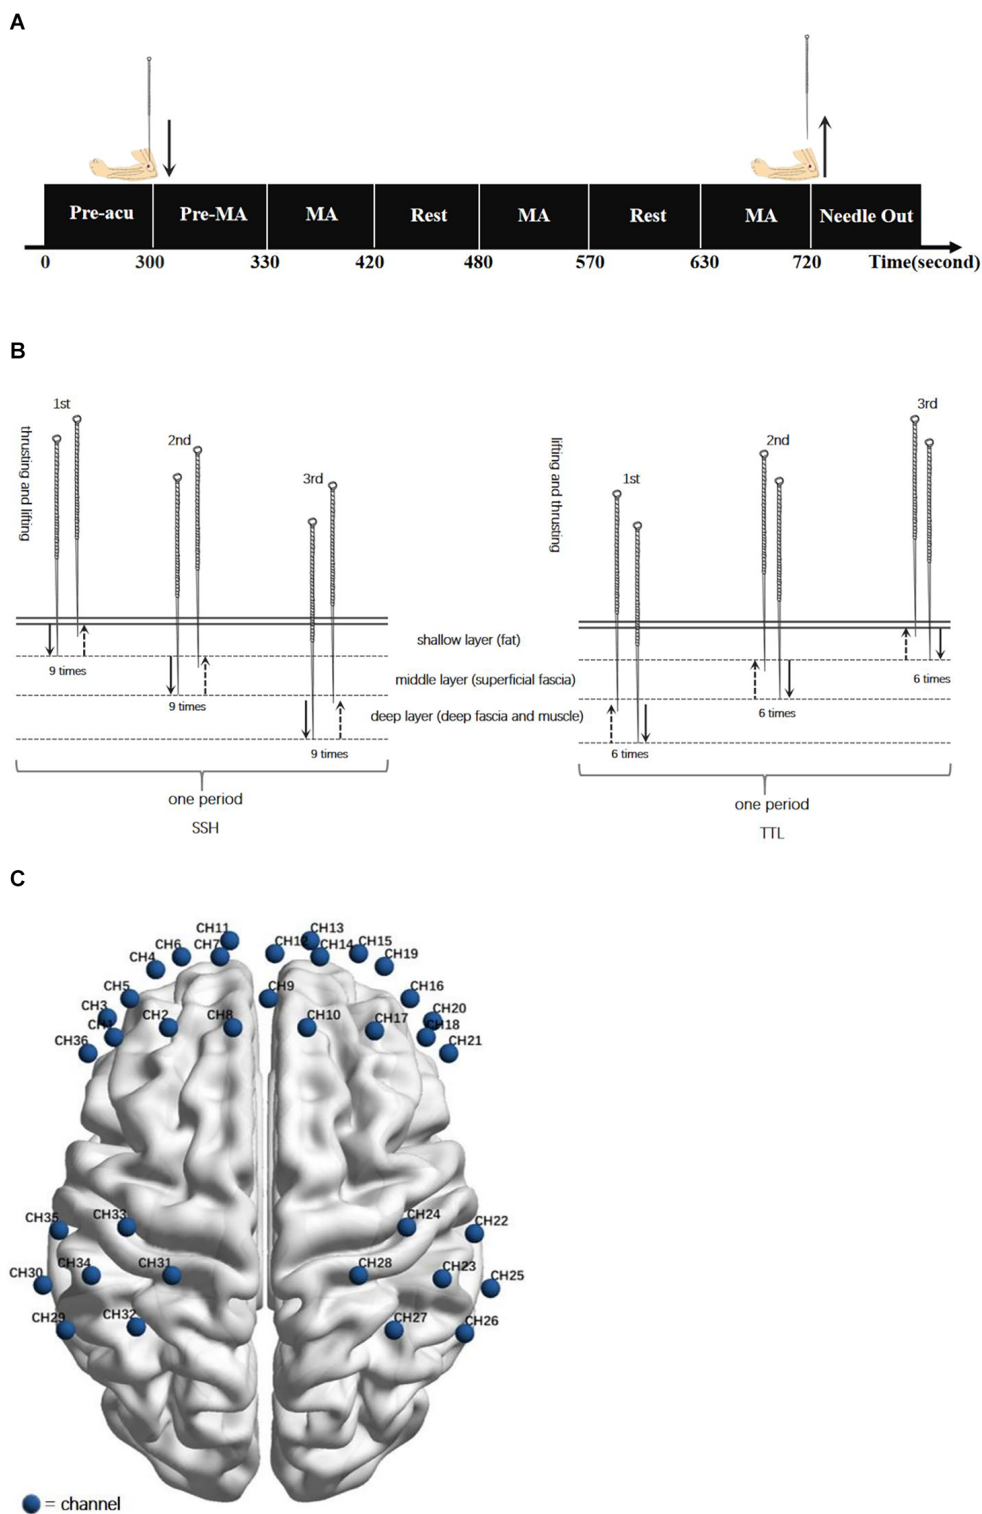 A
Pre-acu
Pre-MA
MA
Rest
MA
Rest
MA
Needle Out
0
300
330
420
480
570
630
720
Time(second)
B
thrusting and lifting
1st
2nd
3rd
9 times
9 times
9 times
shallow layer (fat)
middle layer (superficial fascia)
deep layer (deep fascia and muscle)
one period
SSH
lifting and thrusting
1st
2nd
3rd
6 times
6 times
6 times
one period
TTL
C
CH11
CH13
CH4
CH6
CH7
CH12
CH14
CH15
CH19
CH5
CH9
CH16
CH3
CH1
CH2
CH8
CH10
CH17
CH20
CH18
CH36
CH21
CH35
CH33
CH24
CH22
CH30
CH34
CH31
CH28
CH23
CH25
CH29
CH32
CH27
CH26
= channel